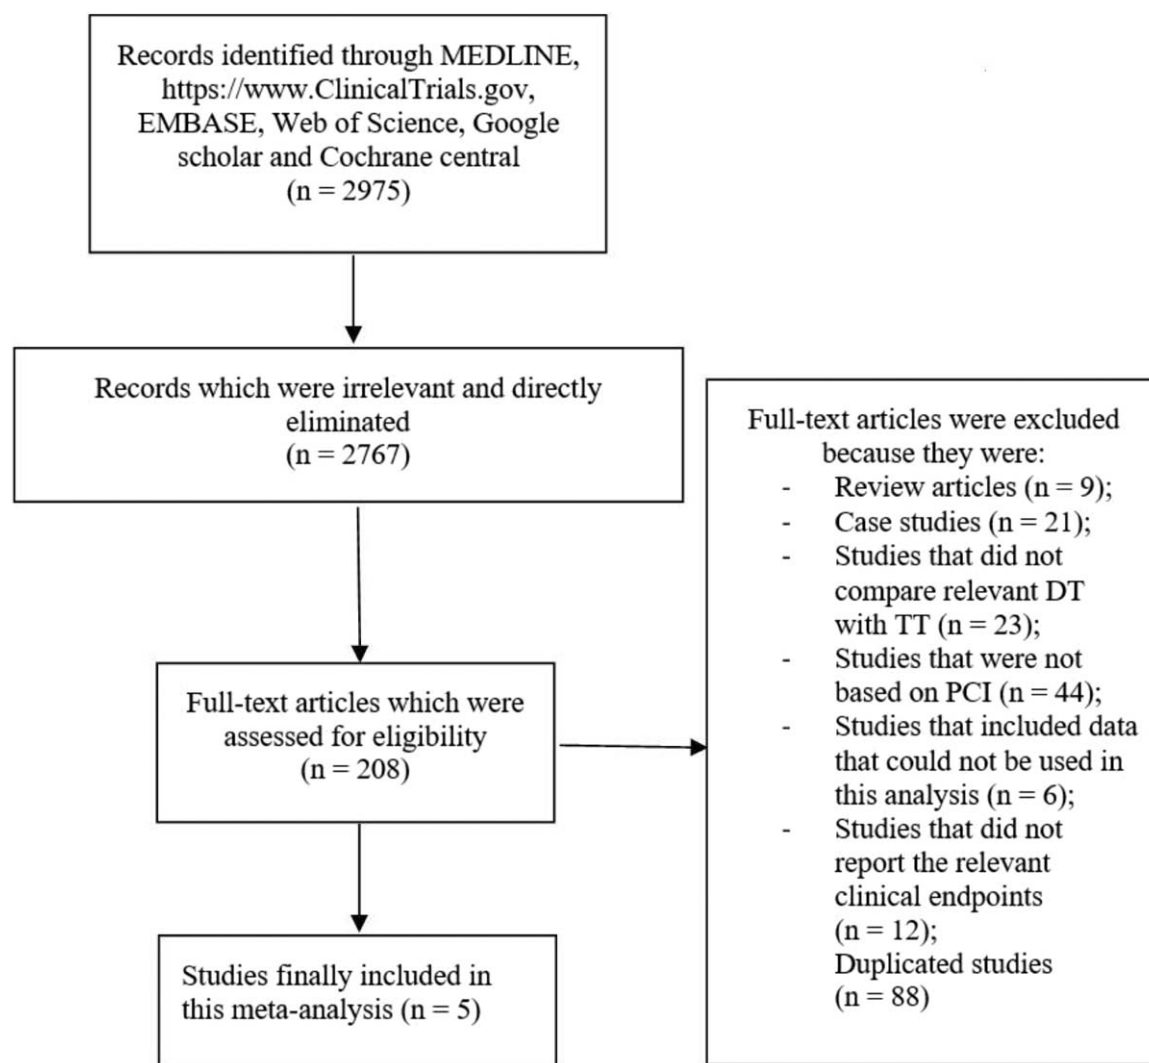 Records identified through MEDLINE,
https://www.ClinicalTrials.gov,
EMBASE, Web of Science, Google
scholar and Cochrane central
(n = 2975)
Records which were irrelevant and directly
eliminated
(n = 2767)
Full-text articles which were
assessed for eligibility
(n = 208)
Full-text articles were excluded
because they were:
- Review articles (n = 9);
- Case studies (n = 21);
- Studies that did not
compare relevant DT
with TT (n = 23);
- Studies that were not
based on PCI (n = 44);
- Studies that included data
that could not be used in
this analysis (n = 6);
- Studies that did not
report the relevant
clinical endpoints
(n = 12);
Duplicated studies
(n = 88)
Studies finally included in
this meta-analysis (n = 5)